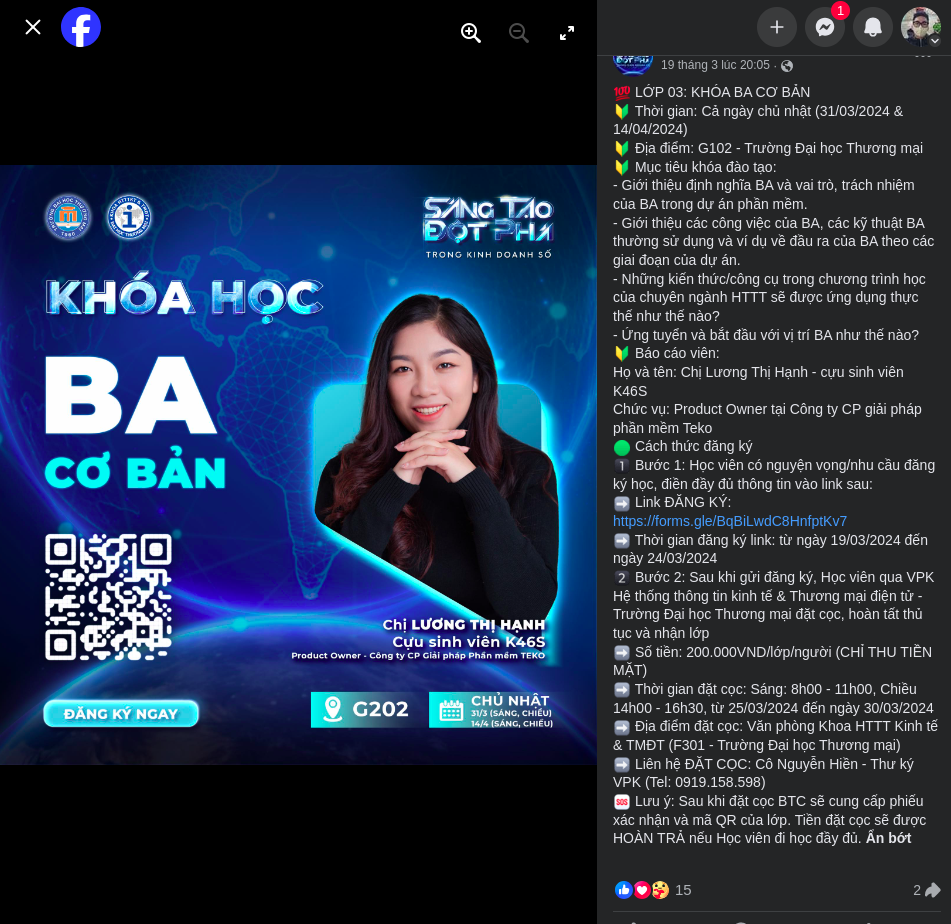 SÁNG TẠO
ĐỘT PHÁ
TRONG KINH DOANH SỐ
KHÓA HỌC
BA
CƠ BẢN
Chị LƯƠNG THỊ HẠNH
Cựu sinh viên K46S
Product Owner - Công ty CP Giải pháp Phần mềm TEKO
ĐĂNG KÝ NGAY
G202
CHỦ NHẬT
31/3 (SÁNG, CHIỀU)
14/4 (SÁNG, CHIỀU)
1
19 tháng 3 lúc 20:05 ·
💯 LỚP 03: KHÓA BA CƠ BẢN
🔰 Thời gian: Cả ngày chủ nhật (31/03/2024 &
14/04/2024)
🔰 Địa điểm: G102 - Trường Đại học Thương mại
🔰 Mục tiêu khóa đào tạo:
- Giới thiệu định nghĩa BA và vai trò, trách nhiệm
của BA trong dự án phần mềm.
- Giới thiệu các công việc của BA, các kỹ thuật BA
thường sử dụng và ví dụ về đầu ra của BA theo các
giai đoạn của dự án.
- Những kiến thức/công cụ trong chương trình học
của chuyên ngành HTTT sẽ được ứng dụng thực
thế như thế nào?
- Ứng tuyển và bắt đầu với vị trí BA như thế nào?
🔰 Báo cáo viên:
Họ và tên: Chị Lương Thị Hạnh - cựu sinh viên
K46S
Chức vụ: Product Owner tại Công ty CP giải pháp
phần mềm Teko
🟢 Cách thức đăng ký
1️⃣ Bước 1: Học viên có nguyện vọng/nhu cầu đăng
ký học, điền đầy đủ thông tin vào link sau:
➡️ Link ĐĂNG KÝ:
https://forms.gle/BqBiLwdC8HnfptKv7
➡️ Thời gian đăng ký link: từ ngày 19/03/2024 đến
ngày 24/03/2024
2️⃣ Bước 2: Sau khi gửi đăng ký, Học viên qua VPK
Hệ thống thông tin kinh tế & Thương mại điện tử -
Trường Đại học Thương mại đặt cọc, hoàn tất thủ
tục và nhận lớp
➡️ Số tiền: 200.000VND/lớp/người (CHỈ THU TIỀN
MẶT)
➡️ Thời gian đặt cọc: Sáng: 8h00 - 11h00, Chiều
14h00 - 16h30, từ 25/03/2024 đến ngày 30/03/2024
➡️ Địa điểm đặt cọc: Văn phòng Khoa HTTT Kinh tế
& TMĐT (F301 - Trường Đại học Thương mại)
➡️ Liên hệ ĐẶT CỌC: Cô Nguyễn Hiền - Thư ký
VPK (Tel: 0919.158.598)
🆘 Lưu ý: Sau khi đặt cọc BTC sẽ cung cấp phiếu
xác nhận và mã QR của lớp. Tiền đặt cọc sẽ được
HOÀN TRẢ nếu Học viên đi học đầy đủ. Ẩn bớt
15
2